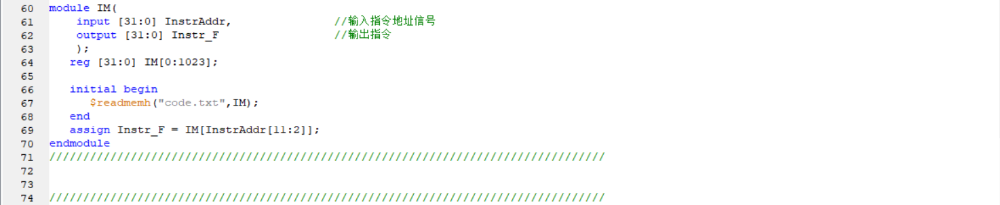 60 module IM(
61 input [31:0] InstrAddr, //输入指令地址信号
62 output [31:0] Instr_F //输出指令
63 );
64 reg [31:0] IM[0:1023];
65
66 initial begin
67 $readmemh("code.txt",IM);
68 end
69 assign Instr_F = IM[InstrAddr[11:2]];
70 endmodule
71 //////////////////////////////////////////////////////////////////////////////////
72
73
74 //////////////////////////////////////////////////////////////////////////////////